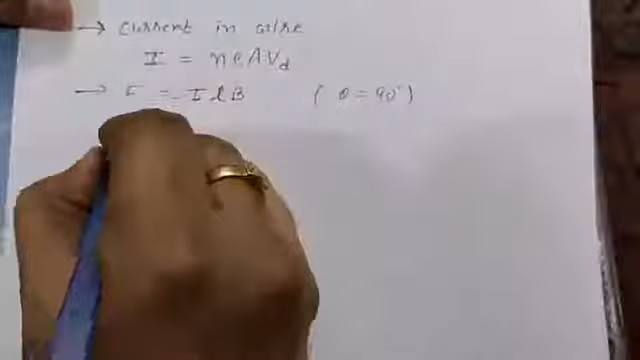 → Current in wire
I = neAVd
→ F = IlB (θ = 90°)